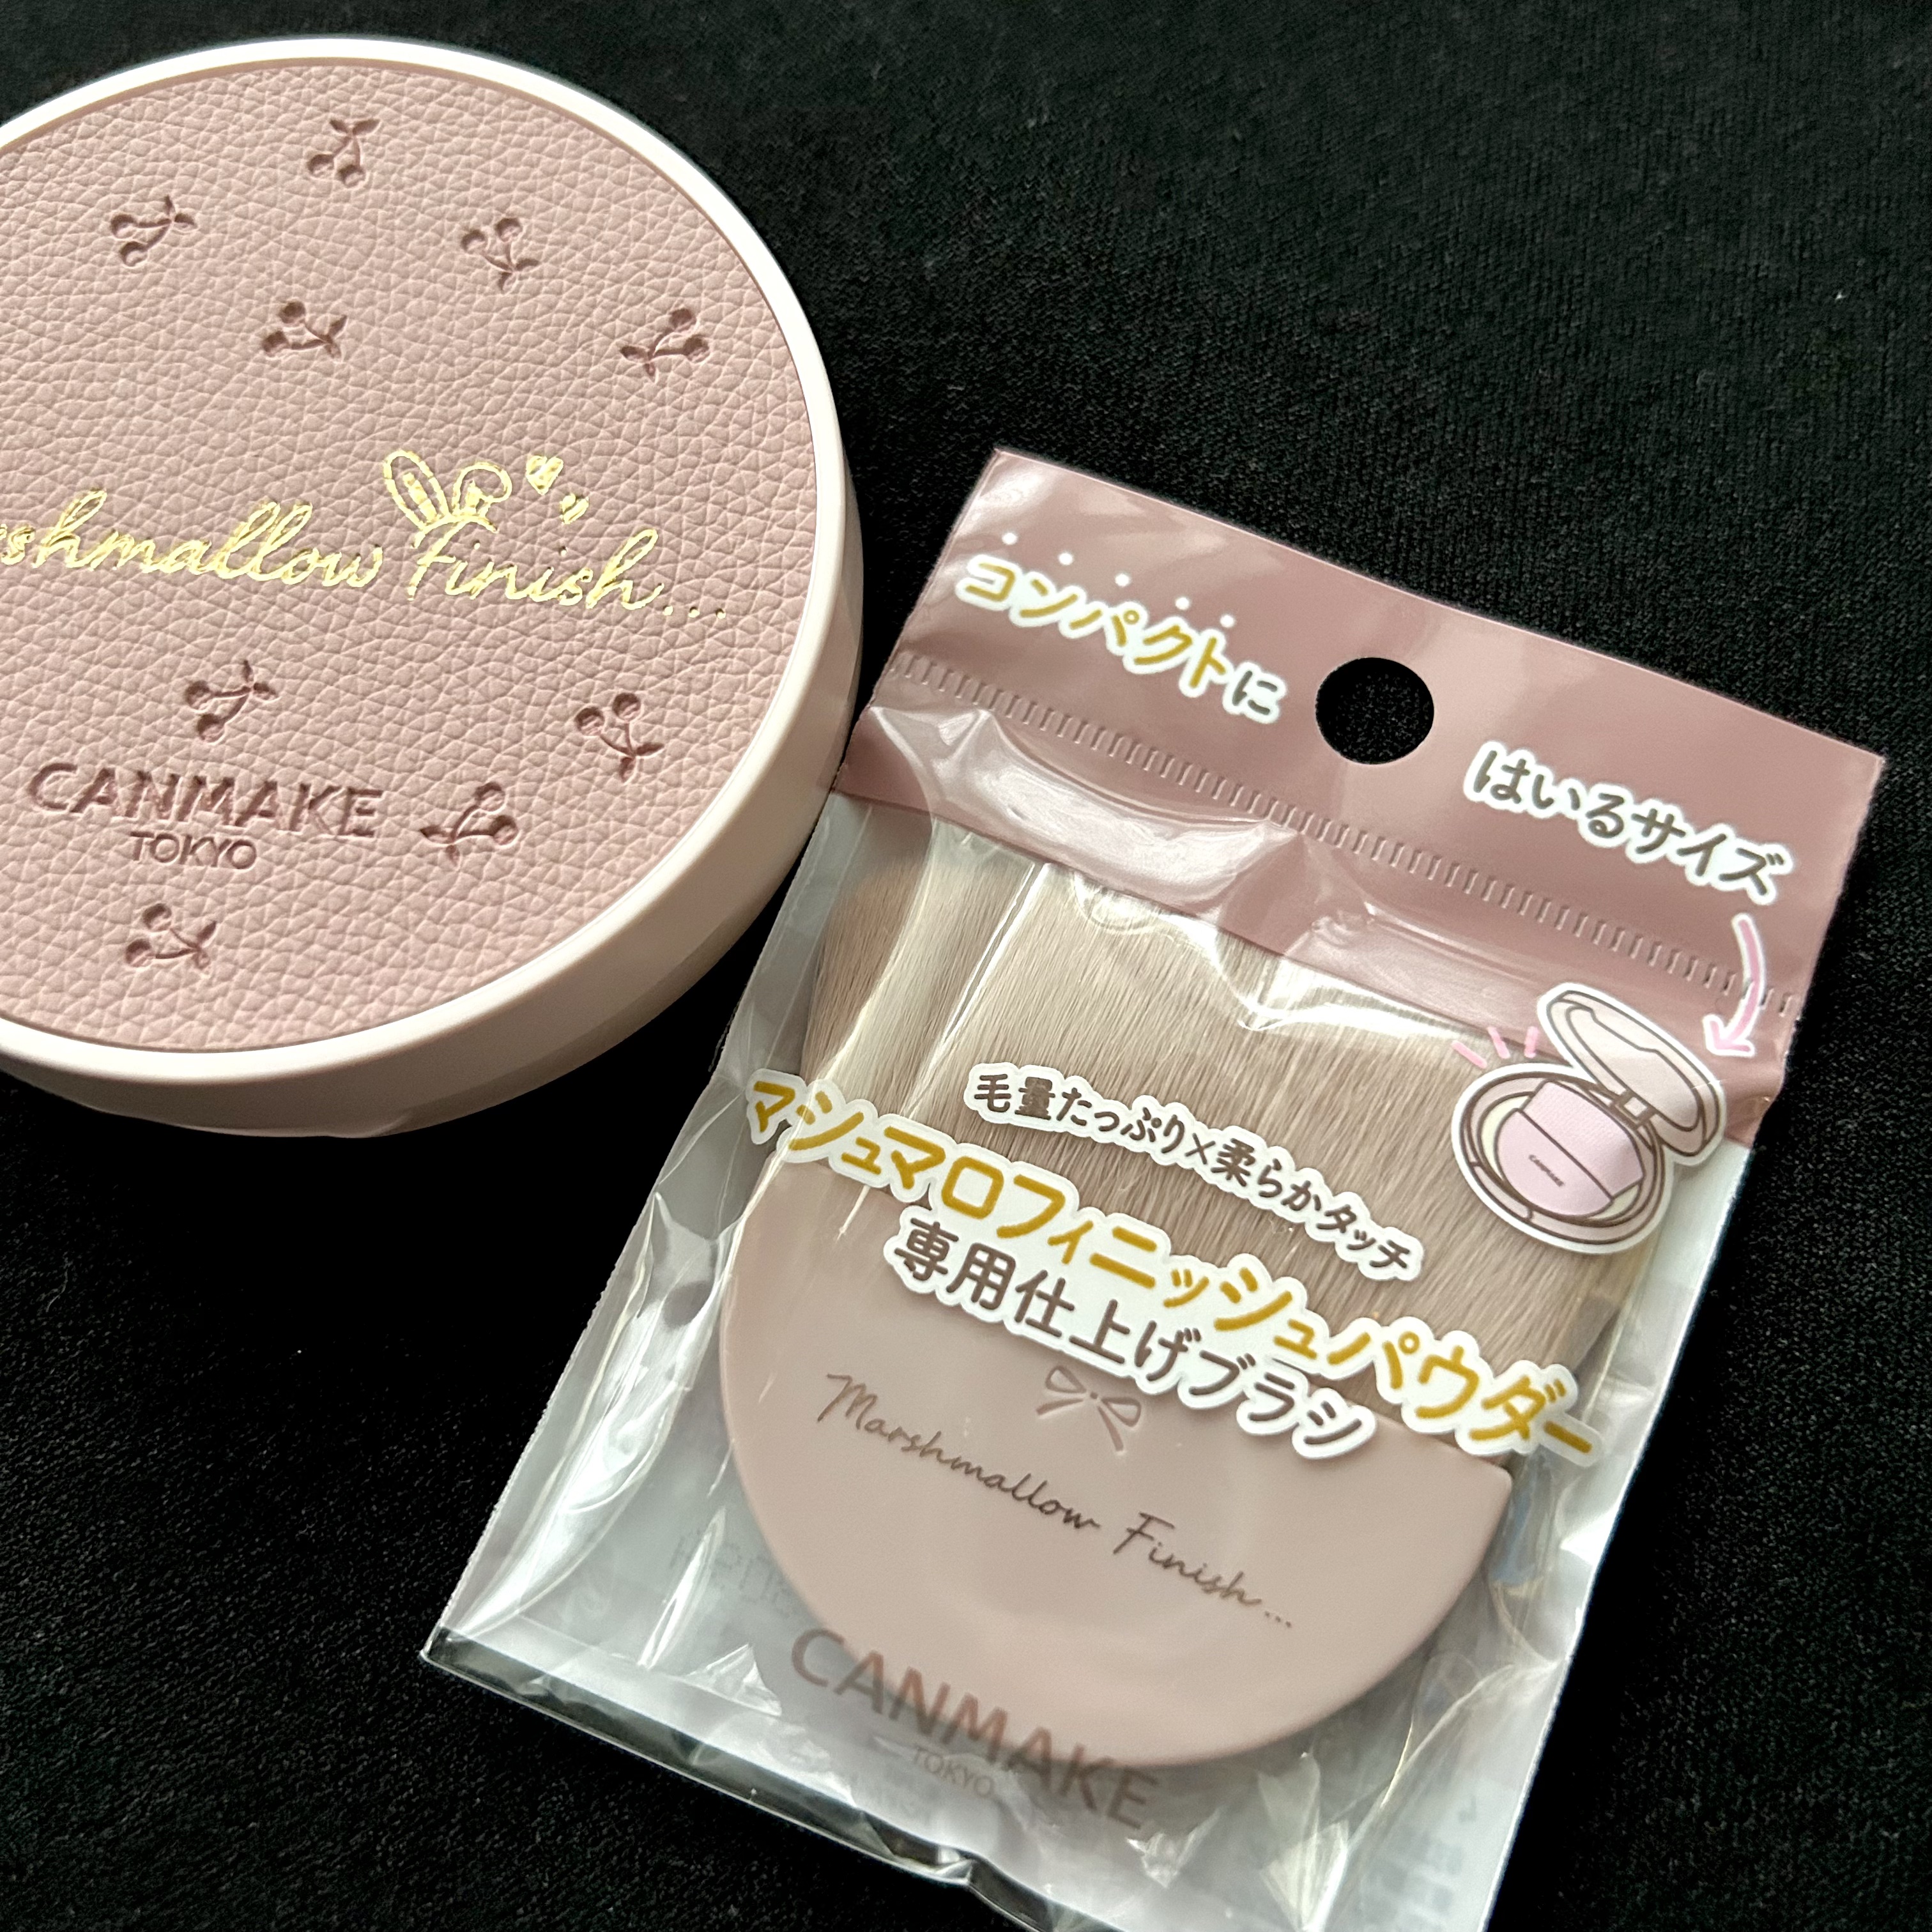 shmallow Finish...
CANMAKE
TOKYO
コンパクトに
はいるサイズ
毛量たっぷり×柔らかタッチ
マシュマロフィニッシュパウダー
専用仕上げブラシ
CANMAKE
Marshmallow Finish...
CANMAKE
TOKYO